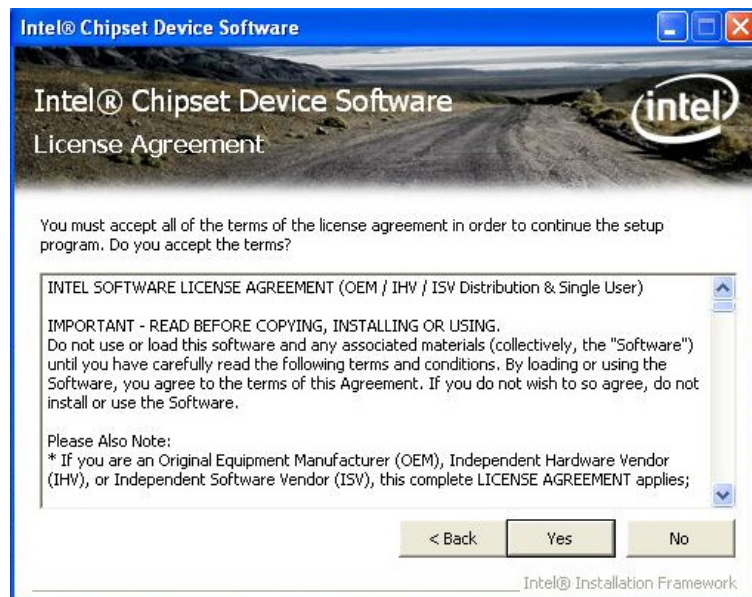 Intel® Chipset Device Software
Intel® Chipset Device Software
intel
License Agreement
You must accept all of the terms of the license agreement in order to continue the setup
program. Do you accept the terms?
INTEL SOFTWARE LICENSE AGREEMENT (OEM / IHV / ISV Distribution & Single User)
IMPORTANT - READ BEFORE COPYING, INSTALLING OR USING.
Do not use or load this software and any associated materials (collectively, the "Software")
until you have carefully read the following terms and conditions. By loading or using the
Software, you agree to the terms of this Agreement. If you do not wish to so agree, do not
install or use the Software.
Please Also Note:
* If you are an Original Equipment Manufacturer (OEM), Independent Hardware Vendor
(IHV), or Independent Software Vendor (ISV), this complete LICENSE AGREEMENT applies;
< Back
Yes
No
Intel® Installation Framework